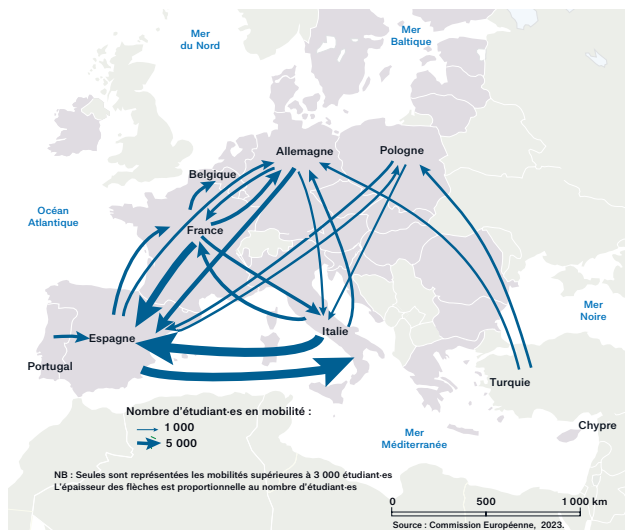 Mer
du Nord
Mer
Baltique
Allemagne
Pologne
Belgique
Océan
Atlantique
France
Mer
Noire
Espagne
Italie
Portugal
Turquie
Nombre d'étudiant·es en mobilité :
1 000
5 000
Chypre
Mer
Méditerranée
NB : Seules sont représentées les mobilités supérieures à 3 000 étudiant·es
L'épaisseur des flèches est proportionnelle au nombre d'étudiant·es
0 500 1 000 km
Source : Commission Européenne, 2023.